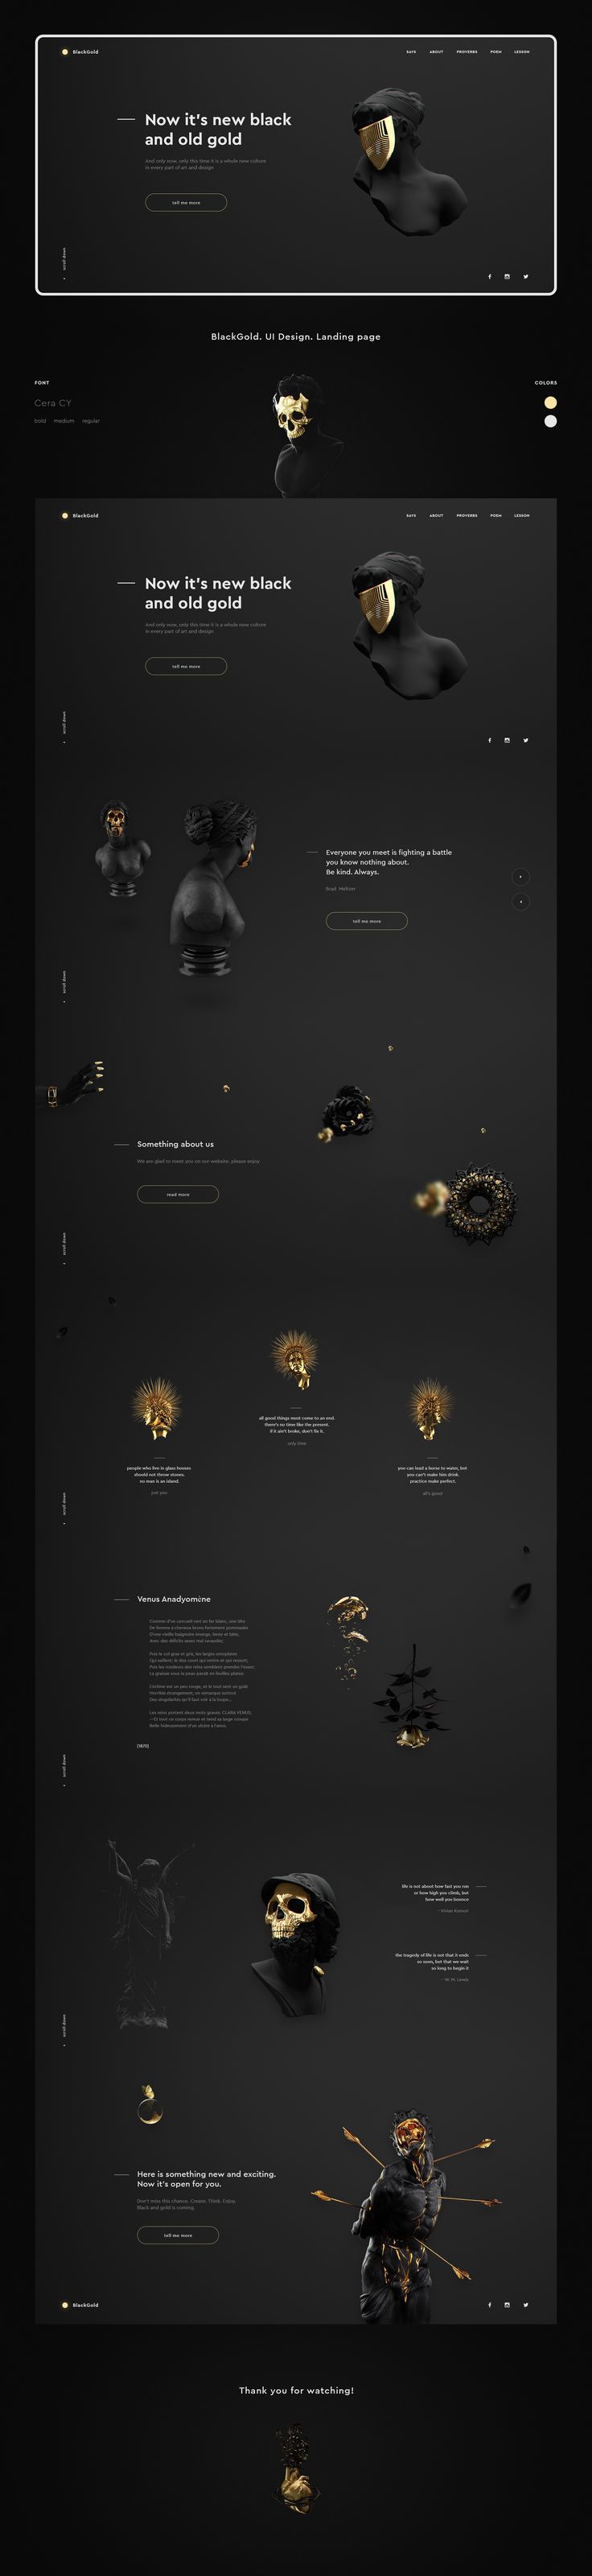 BlackGold
SAYS ABOUT PROVERBS POEM LESSON
Now it's new black
and old gold
And only now, only this time it is a whole new culture
in every part of art and design
tell me more
scroll down
BlackGold. UI Design. Landing page
FONT
COLORS
Cera CY
bold medium regular
BlackGold
SAYS ABOUT PROVERBS POEM LESSON
Now it's new black
and old gold
And only now, only this time it is a whole new culture
in every part of art and design
tell me more
scroll down
Everyone you meet is fighting a battle
you know nothing about.
Be kind. Always.
Brad Meltzer
tell me more
scroll down
Something about us
We are glad to meet you on our website. please enjoy
read more
scroll down
all good things must come to an end.
there's no time like the present.
if it ain't broke, don't fix it.
only time
people who live in glass houses
should not throw stones.
no man is an island.
just you
you can lead a horse to water, but
you can't make him drink.
practice make perfect.
all's good
scroll down
Venus Anadyomène
Comme d'un cercueil vert en fer blanc, une tête
De femme à cheveux bruns fortement pommadés
D'une vieille baignoire émerge, lente et bête,
Avec des déficits assez mal ravaudés;
Puis le col gras et gris, les larges omoplates
Qui saillent; le dos court qui rentre et qui ressort;
Puis les rondeurs des reins semblent prendre l'essor;
La graisse sous la peau paraît en feuilles plates:
L'échine est un peu rouge, et le tout sent un goût
Horrible étrangement; on remarque surtout
Des singularités qu'il faut voir à la loupe...
Les reins portent deux mots gravés: CLARA VENUS;
—Et tout ce corps remue et tend sa large croupe
Belle hideusement d'un ulcère à l'anus.
[1870]
scroll down
life is not about how fast you run
or how high you climb, but
how well you bounce
- Vivian Komori
the tragedy of life is not that it ends
so soon, but that we wait
so long to begin it
- W. M. Lewis
scroll down
Here is something new and exciting.
Now it's open for you.
Don't miss this chance. Create. Think. Enjoy.
Black and gold is coming.
tell me more
BlackGold
Thank you for watching!